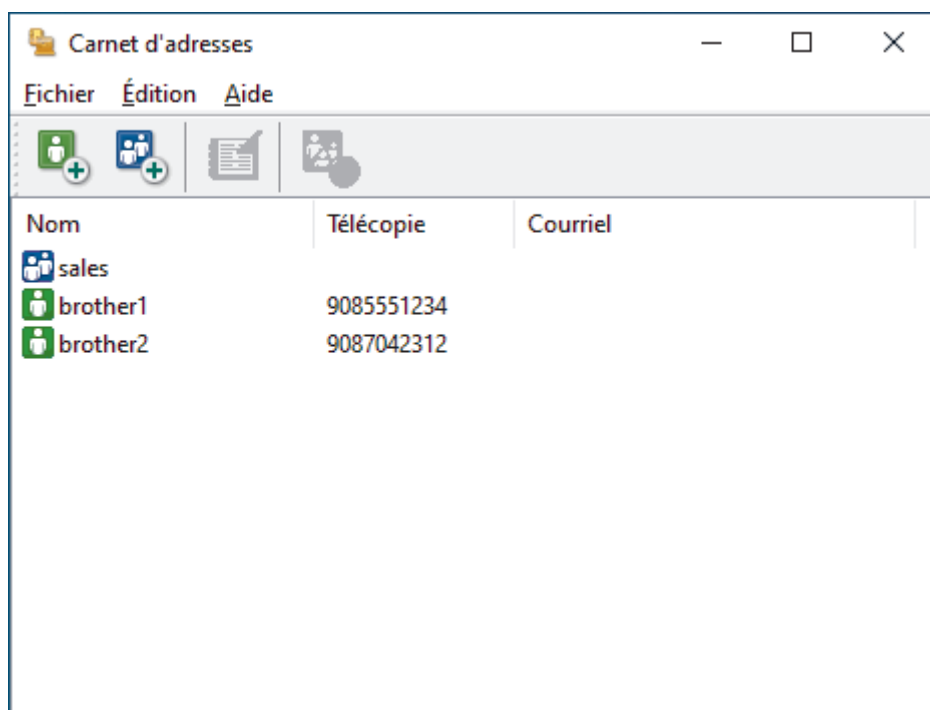 Carnet d'adresses
Fichier Édition Aide
Nom Télécopie Courriel
sales
brother1 9085551234
brother2 9087042312